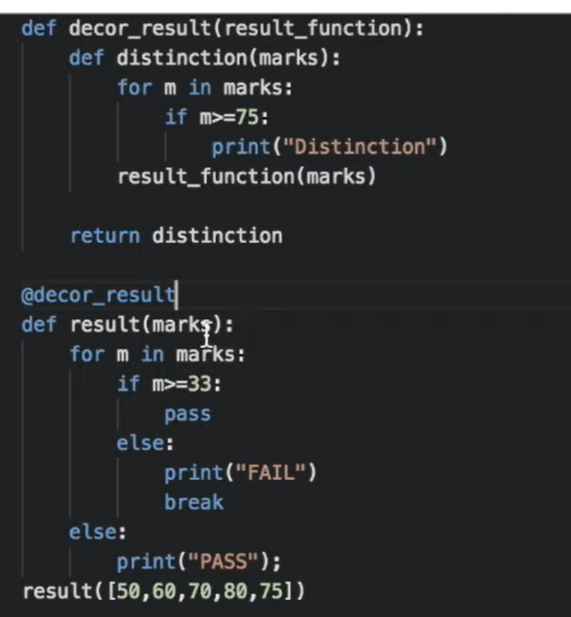 def decor_result(result_function):
    def distinction(marks):
        for m in marks:
            if m>=75:
                print("Distinction")
        result_function(marks)

    return distinction

@decor_result
def result(marks):
    for m in marks:
        if m>=33:
            pass
        else:
            print("FAIL")
            break
    else:
        print("PASS");
result([50,60,70,80,75])